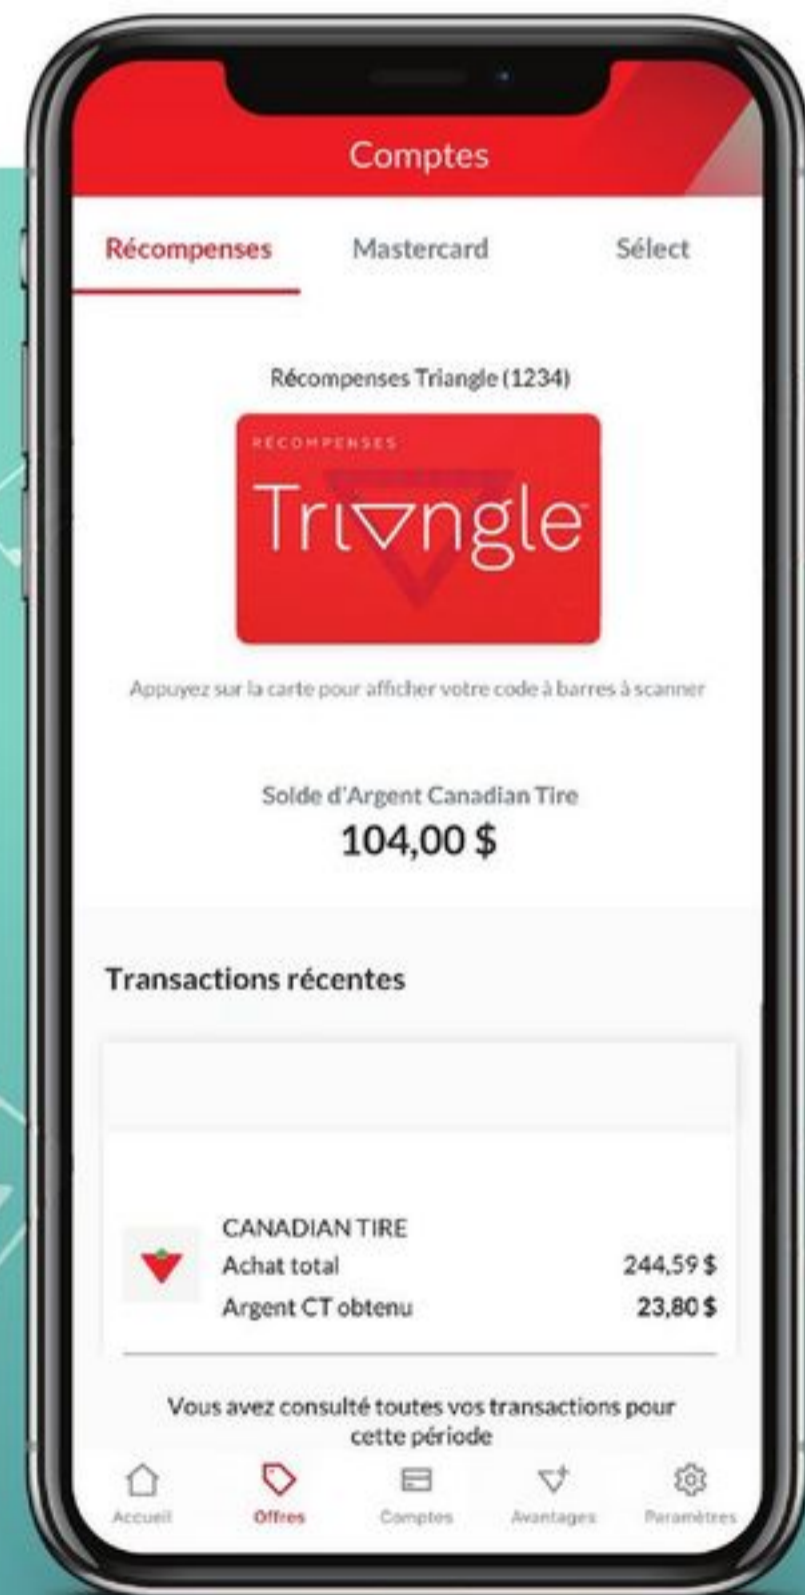 Comptes
Récompenses Mastercard Sélect
Récompenses Triangle (1234)
RÉCOMPENSES
Triangle
Appuyez sur la carte pour afficher votre code à barres à scanner
Solde d'Argent Canadian Tire
104,00 $
Transactions récentes
CANADIAN TIRE
Achat total 244,59 $
Argent CT obtenu 23,80 $
Vous avez consulté toutes vos transactions pour
cette période
Accueil Offres Comptes Avantages Paramètres